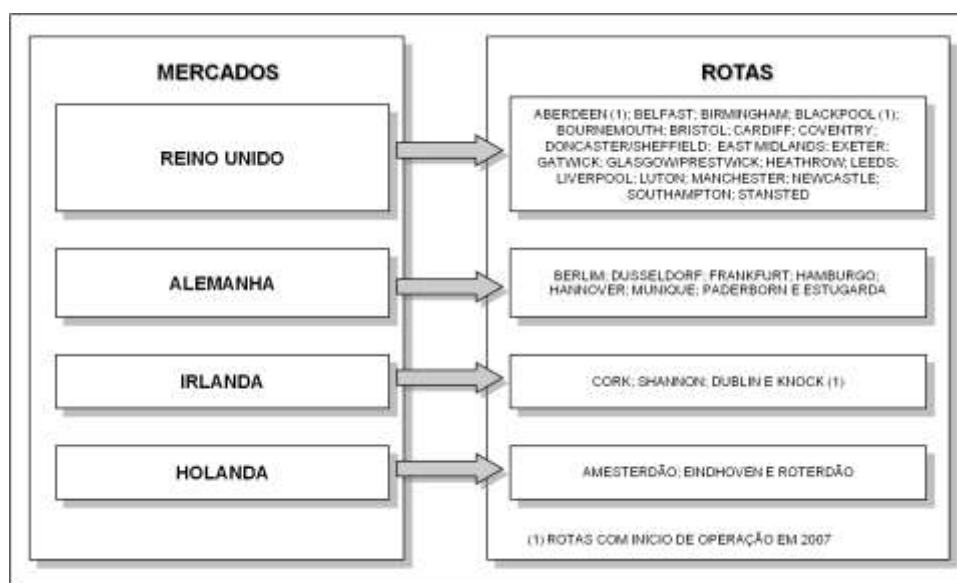 MERCADOS
REINO UNIDO
ALEMANHA
IRLANDA
HOLANDA
ROTAS
ABERDEEN (1); BELFAST; BIRMINGHAM; BLACKPOOL (1);
BOURNEMOUTH; BRISTOL; CARDIFF; COVENTRY;
DONCASTER/SHEFFIELD; EAST MIDLANDS; EXETER;
GATWICK; GLASGOW/PRESTWICK; HEATHROW; LEEDS;
LIVERPOOL; LUTON; MANCHESTER; NEWCASTLE;
SOUTHAMPTON; STANSTED
BERLIM; DUSSELDORF; FRANKFURT; HAMBURGO;
HANNOVER; MUNIQUE; PADERBORN E ESTUGARDA
CORK; SHANNON; DUBLIN E KNOCK (1)
AMESTERDÃO; EINDHOVEN E ROTERDÃO
(1) ROTAS COM INÍCIO DE OPERAÇÃO EM 2007